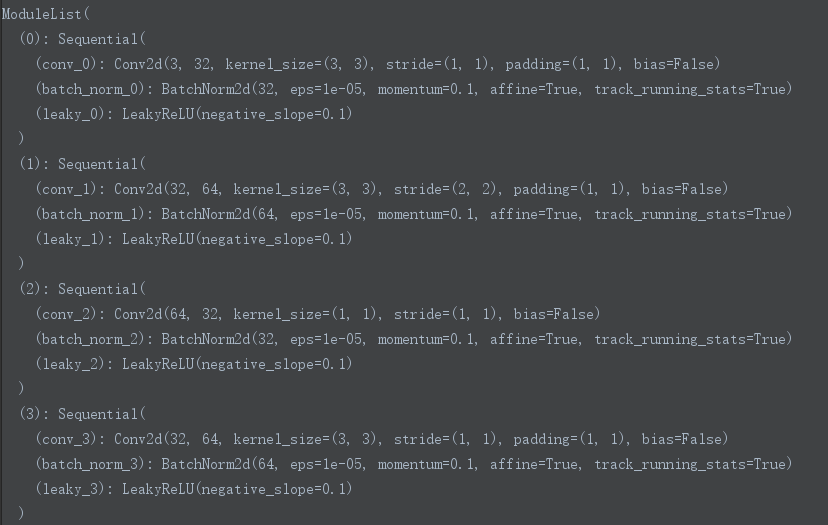 ModuleList(
  (0): Sequential(
    (conv_0): Conv2d(3, 32, kernel_size=(3, 3), stride=(1, 1), padding=(1, 1), bias=False)
    (batch_norm_0): BatchNorm2d(32, eps=1e-05, momentum=0.1, affine=True, track_running_stats=True)
    (leaky_0): LeakyReLU(negative_slope=0.1)
  )
  (1): Sequential(
    (conv_1): Conv2d(32, 64, kernel_size=(3, 3), stride=(2, 2), padding=(1, 1), bias=False)
    (batch_norm_1): BatchNorm2d(64, eps=1e-05, momentum=0.1, affine=True, track_running_stats=True)
    (leaky_1): LeakyReLU(negative_slope=0.1)
  )
  (2): Sequential(
    (conv_2): Conv2d(64, 32, kernel_size=(1, 1), stride=(1, 1), bias=False)
    (batch_norm_2): BatchNorm2d(32, eps=1e-05, momentum=0.1, affine=True, track_running_stats=True)
    (leaky_2): LeakyReLU(negative_slope=0.1)
  )
  (3): Sequential(
    (conv_3): Conv2d(32, 64, kernel_size=(3, 3), stride=(1, 1), padding=(1, 1), bias=False)
    (batch_norm_3): BatchNorm2d(64, eps=1e-05, momentum=0.1, affine=True, track_running_stats=True)
    (leaky_3): LeakyReLU(negative_slope=0.1)
  )